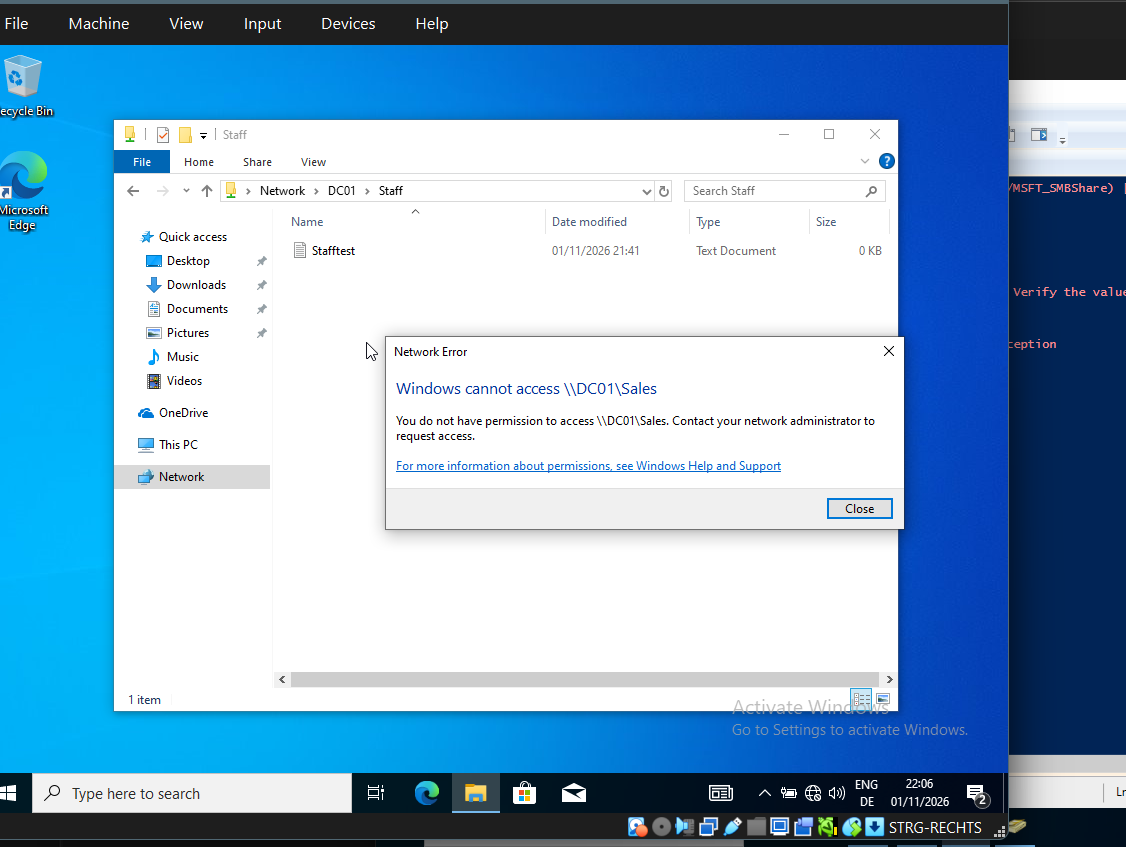 File Machine View Input Devices Help
ecycle Bin
Microsoft
Edge
Staff
File Home Share View
Network > DC01 > Staff
Search Staff
Name Date modified Type Size
Stafftest 01/11/2026 21:41 Text Document 0 KB
Quick access
Desktop
Downloads
Documents
Pictures
Music
Videos
OneDrive
This PC
Network
Network Error
Windows cannot access \\DC01\Sales
You do not have permission to access \\DC01\Sales. Contact your network administrator to
request access.
For more information about permissions, see Windows Help and Support
Close
1 item
/MSFT_SMBShare) [
Verify the value
ception
Activate Windows
Go to Settings to activate Windows.
Type here to search
ENG
DE
22:06
01/11/2026
2
STRG-RECHTS
Ln